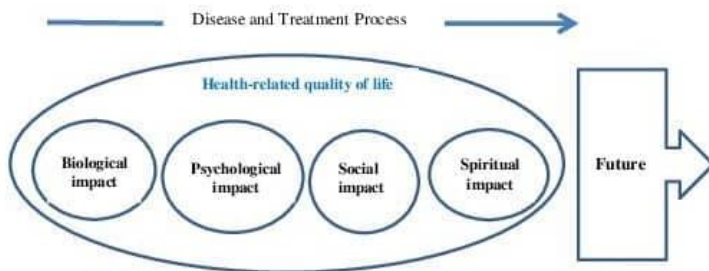 Disease and Treatment Process
Health-related quality of life
Biological
impact
Psychological
impact
Social
impact
Spiritual impact
Future